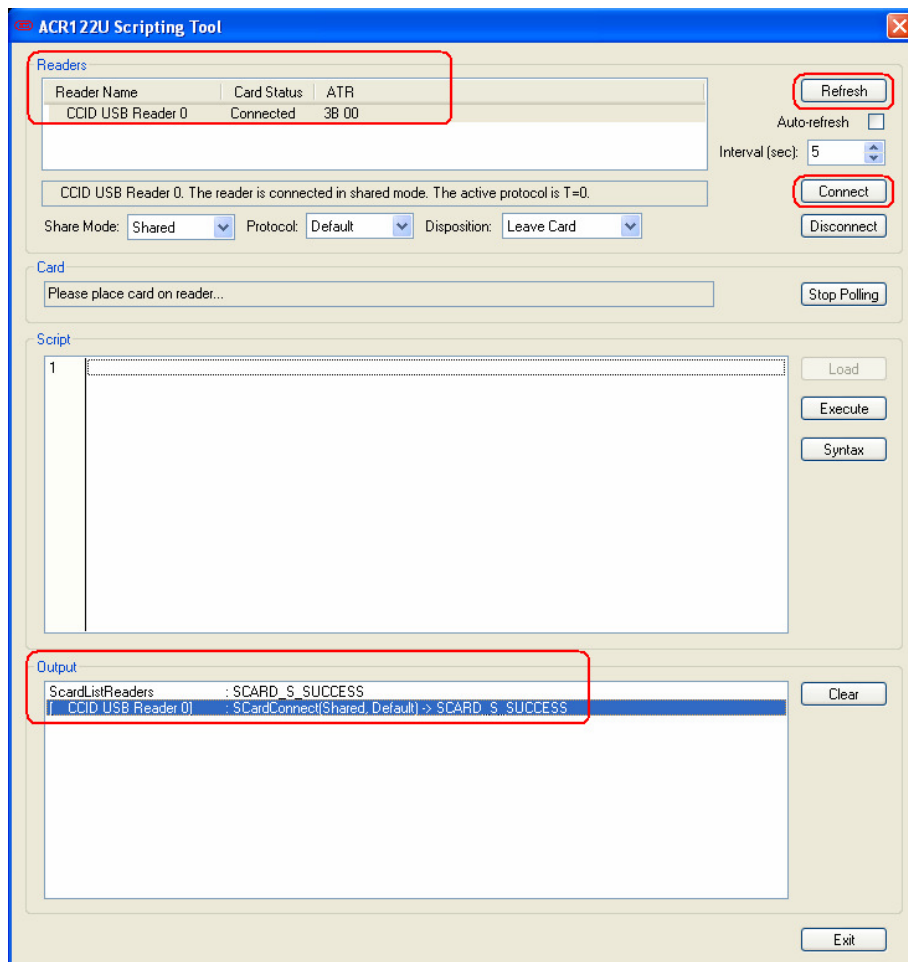 ACR122U Scripting Tool
Readers
Reader Name Card Status ATR
CCID USB Reader 0 Connected 3B 00
Refresh
Auto-refresh
Interval (sec): 5
CCID USB Reader 0. The reader is connected in shared mode. The active protocol is T=0.
Connect
Share Mode: Shared Protocol: Default Disposition: Leave Card
Disconnect
Card
Please place card on reader...
Stop Polling
Script
1
Load
Execute
Syntax
Output
ScardListReaders : SCARD_S_SUCCESS
[ CCID USB Reader 0] : SCardConnect(Shared, Default) -> SCARD_S_SUCCESS
Clear
Exit